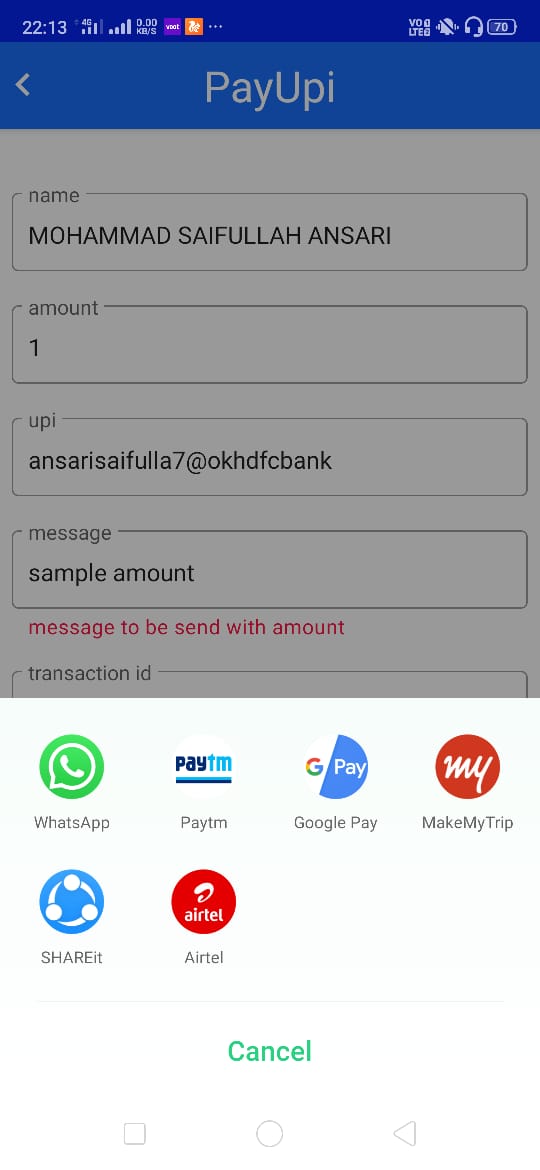 22:13 4G 0.00 KB/S voot ... VO LTE2 70
PayUpi
name
MOHAMMAD SAIFULLAH ANSARI
amount
1
upi
ansarisaifulla7@okhdfcbank
message
sample amount
message to be send with amount
transaction id
paytm G Pay my
WhatsApp Paytm Google Pay MakeMyTrip
airtel
SHAREit Airtel
Cancel